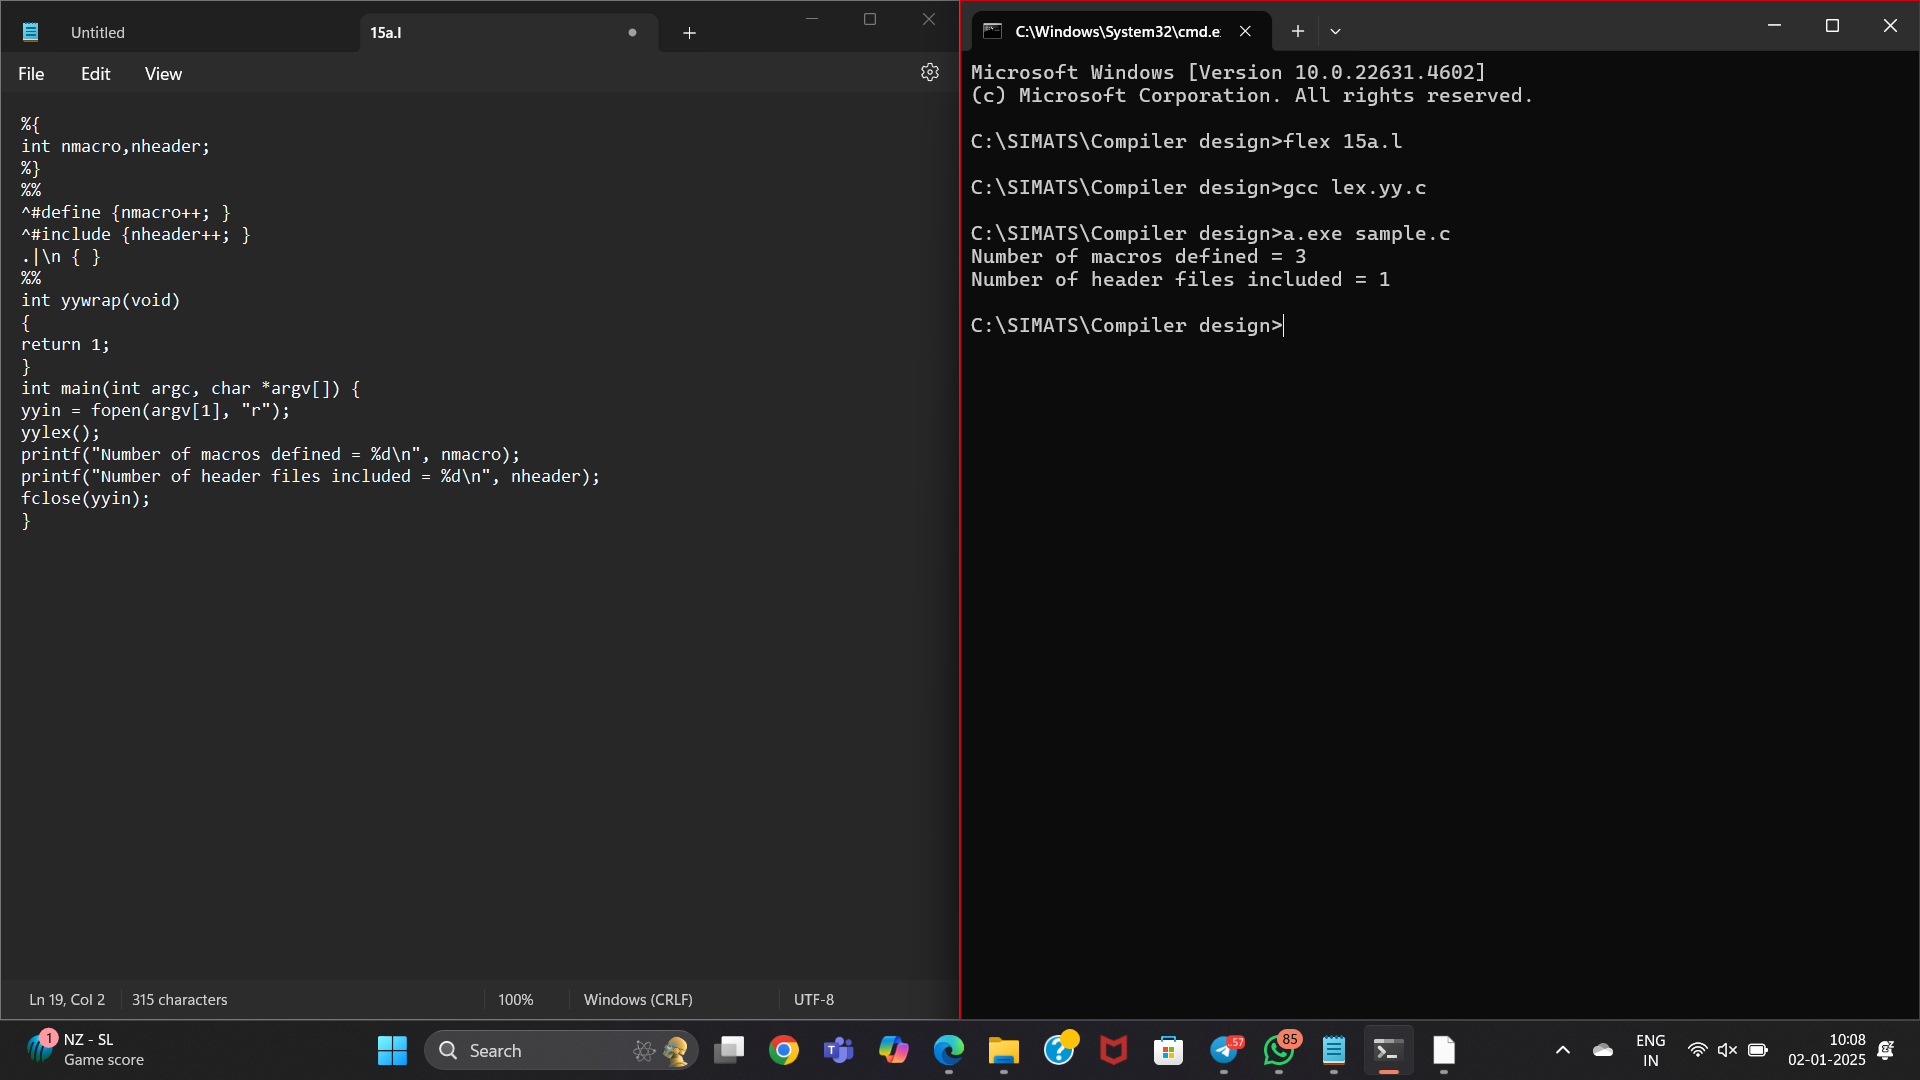 Untitled
15a.l
File Edit View
%{
int nmacro,nheader;
%}
%%
^#define {nmacro++; }
^#include {nheader++; }
.|\n { }
%%
int yywrap(void)
{
return 1;
}
int main(int argc, char *argv[]) {
yyin = fopen(argv[1], "r");
yylex();
printf("Number of macros defined = %d\n", nmacro);
printf("Number of header files included = %d\n", nheader);
fclose(yyin);
}
Ln 19, Col 2 315 characters 100% Windows (CRLF) UTF-8
C:\Windows\System32\cmd.e
Microsoft Windows [Version 10.0.22631.4602]
(c) Microsoft Corporation. All rights reserved.
C:\SIMATS\Compiler design>flex 15a.l
C:\SIMATS\Compiler design>gcc lex.yy.c
C:\SIMATS\Compiler design>a.exe sample.c
Number of macros defined = 3
Number of header files included = 1
C:\SIMATS\Compiler design>
1
NZ - SL
Game score
Search
T
.57
85
ENG
IN
10:08
02-01-2025